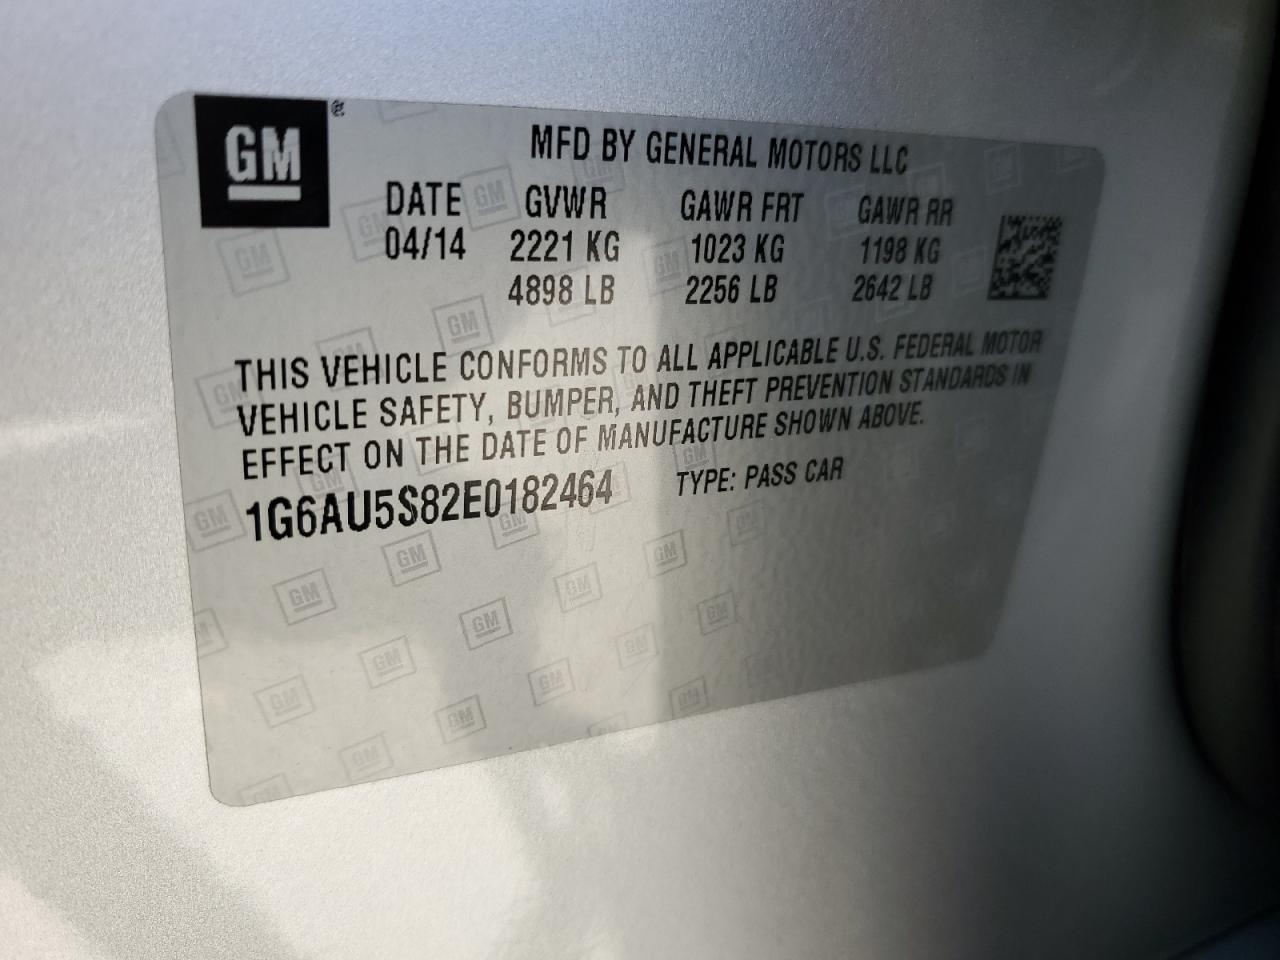 GM ®
MFD BY GENERAL MOTORS LLC
DATE GVWR GAWR FRT GAWR RR
04/14 2221 KG 1023 KG 1198 KG
4898 LB 2256 LB 2642 LB
THIS VEHICLE CONFORMS TO ALL APPLICABLE U.S. FEDERAL MOTOR
VEHICLE SAFETY, BUMPER, AND THEFT PREVENTION STANDARDS IN
EFFECT ON THE DATE OF MANUFACTURE SHOWN ABOVE.
1G6AU5S82E0182464 TYPE: PASS CAR